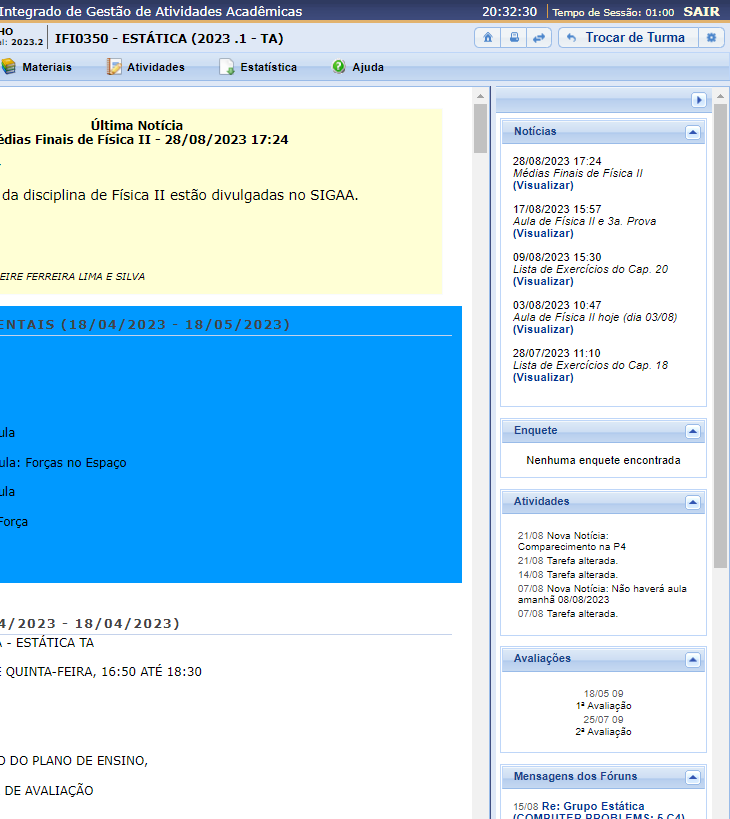 Integrado de Gestão de Atividades Acadêmicas
20:32:30
Tempo de Sessão: 01:00
SAIR
HO
el: 2023.2
IFI0350 - ESTÁTICA (2023 .1 - TA)
Trocar de Turma
Materiais
Atividades
Estatística
Ajuda
Última Notícia
édias Finais de Física II - 28/08/2023 17:24
da disciplina de Física II estão divulgadas no SIGAA.
EIRE FERREIRA LIMA E SILVA
ENTAIS (18/04/2023 - 18/05/2023)
ula
ula: Forças no Espaço
ula
Força
4/2023 - 18/04/2023)
A - ESTÁTICA TA
E QUINTA-FEIRA, 16:50 ATÉ 18:30
O DO PLANO DE ENSINO,
DE AVALIAÇÃO
Notícias
28/08/2023 17:24
Médias Finais de Física II
(Visualizar)
17/08/2023 15:57
Aula de Física II e 3a. Prova
(Visualizar)
09/08/2023 15:30
Lista de Exercícios do Cap. 20
(Visualizar)
03/08/2023 10:47
Aula de Física II hoje (dia 03/08)
(Visualizar)
28/07/2023 11:10
Lista de Exercícios do Cap. 18
(Visualizar)
Enquete
Nenhuma enquete encontrada
Atividades
21/08 Nova Notícia:
Comparecimento na P4
21/08 Tarefa alterada.
14/08 Tarefa alterada.
07/08 Nova Notícia: Não haverá aula
amanhã 08/08/2023
07/08 Tarefa alterada.
Avaliações
18/05 09
1ª Avaliação
25/07 09
2ª Avaliação
Mensagens dos Fóruns
15/08 Re: Grupo Estática
(COMPUTER PROBLEMS: 5.C4)